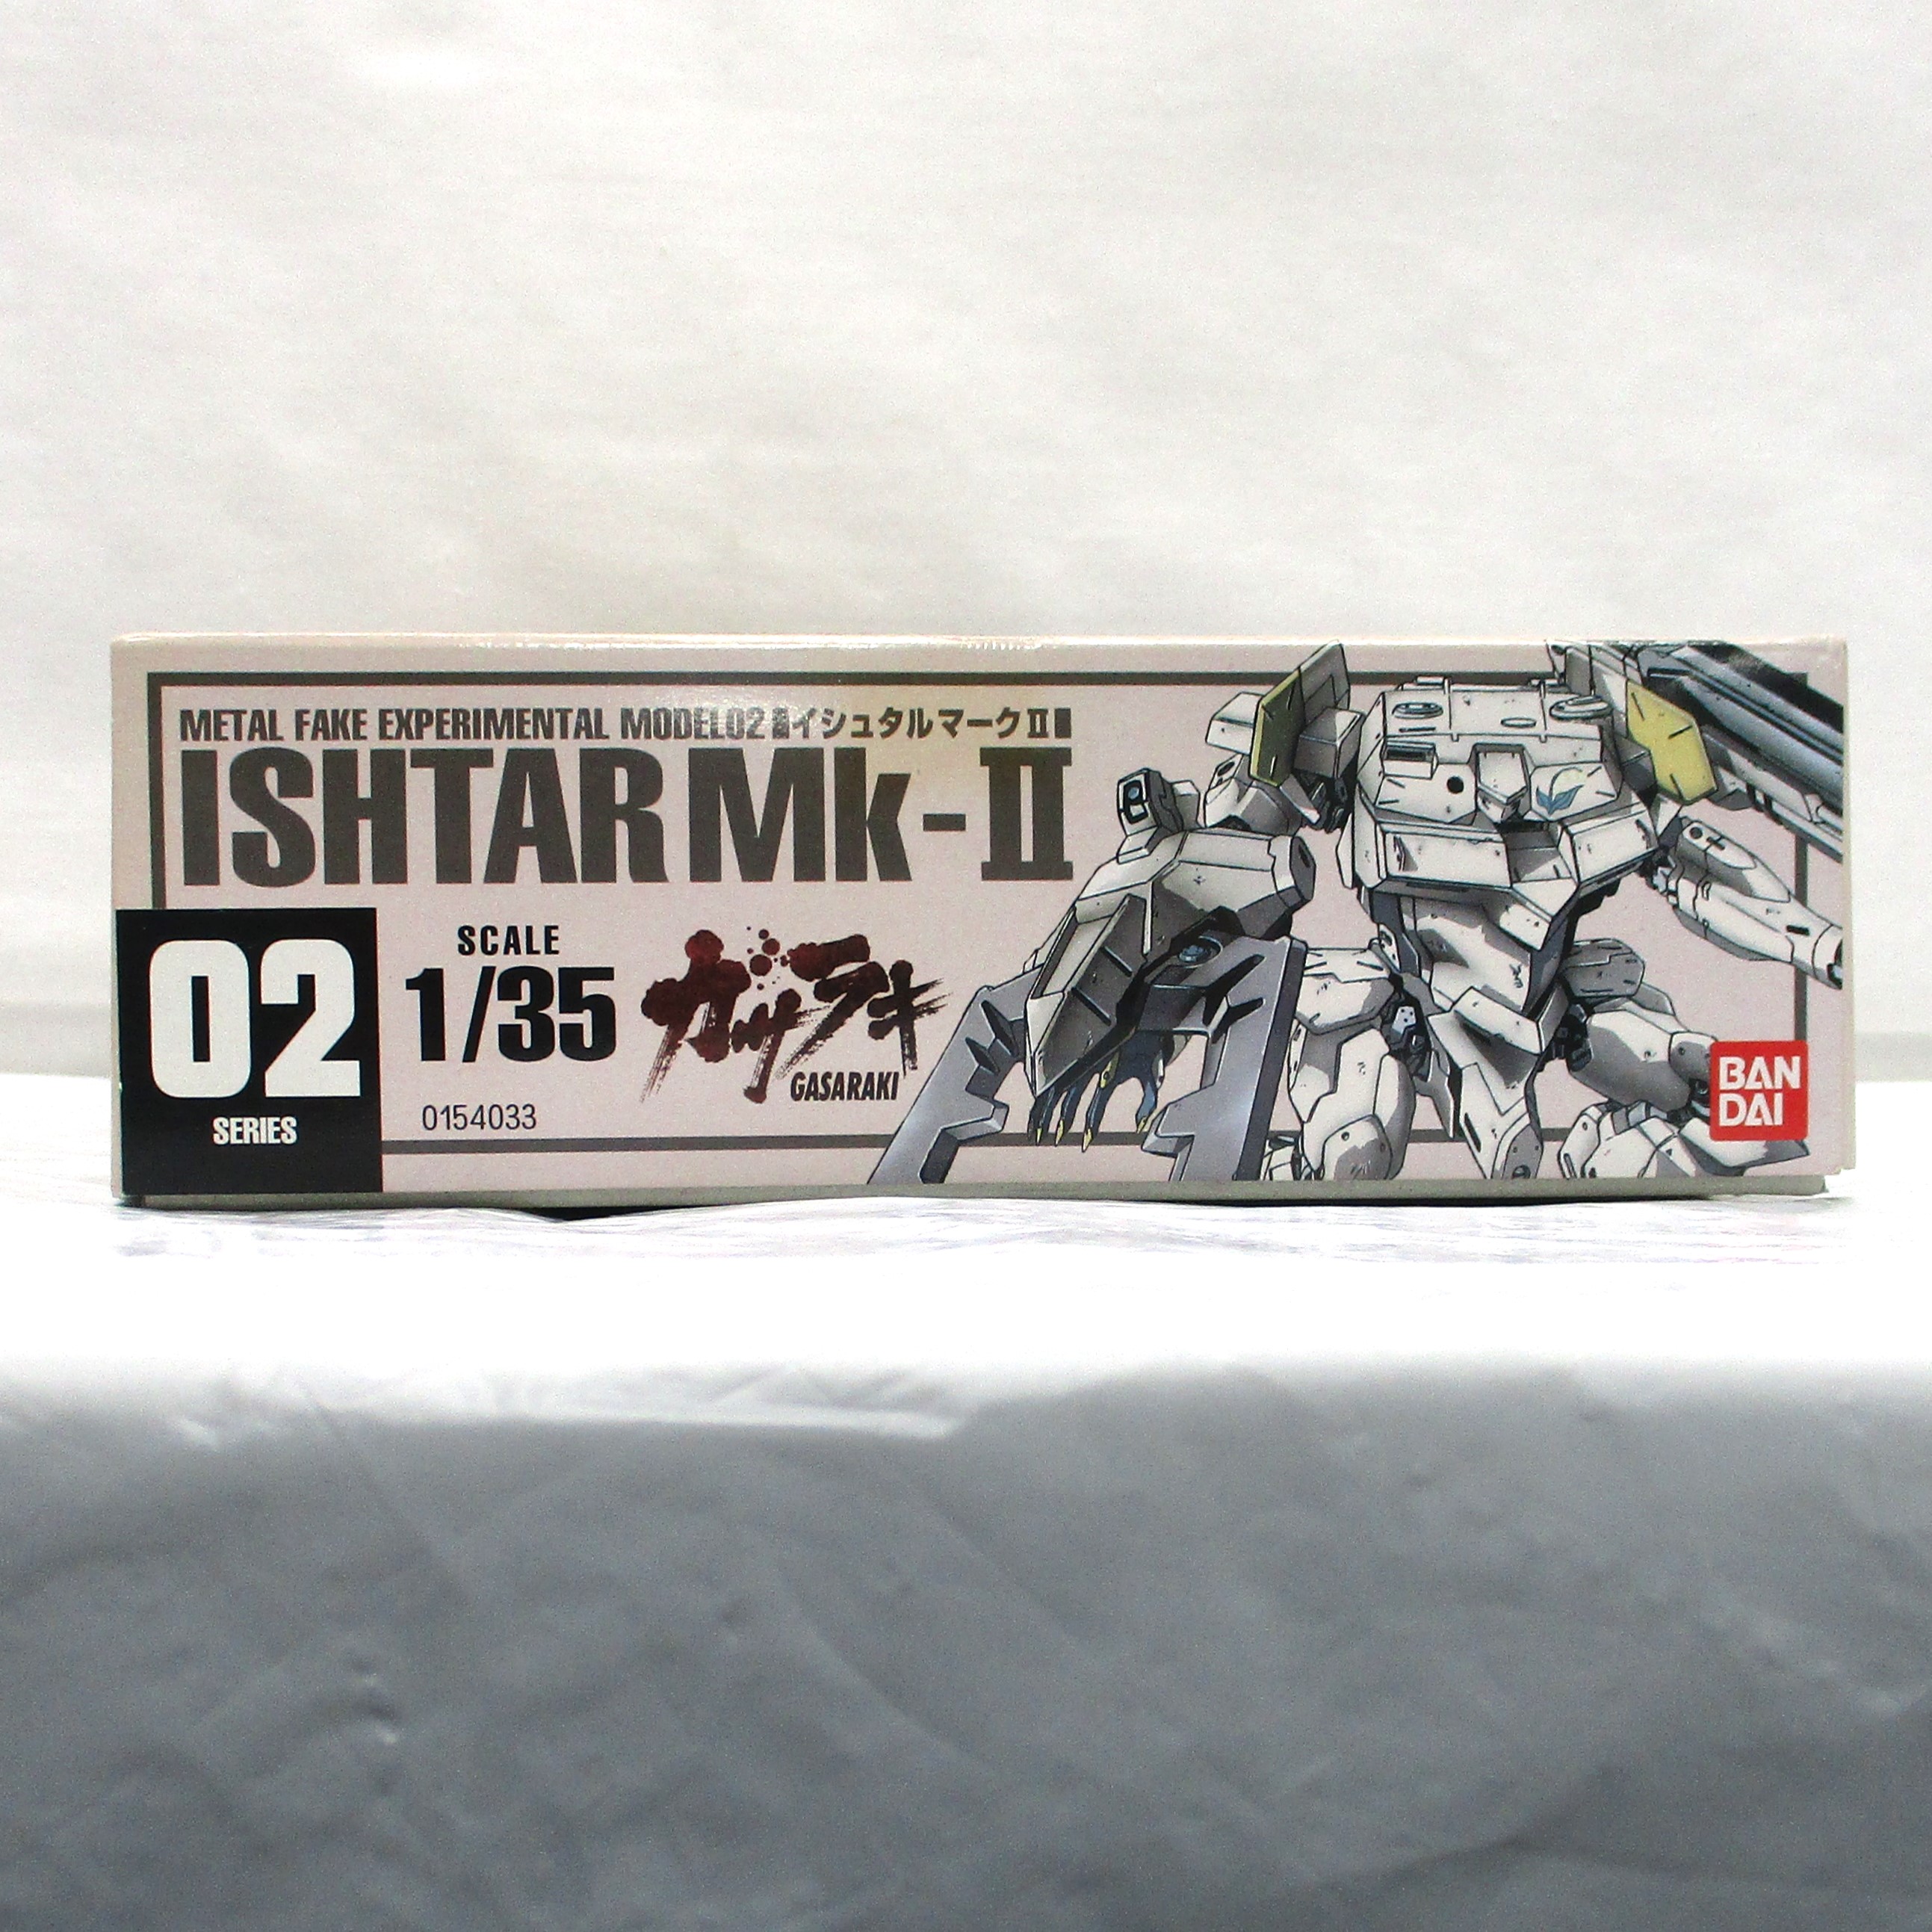 METAL FAKE EXPERIMENTAL MODEL02 ■イシュタルマークⅡ■
ISHTAR Mk-II
02
SERIES
SCALE
1/35
ガサラキ
GASARAKI
0154033
BAN
DAI